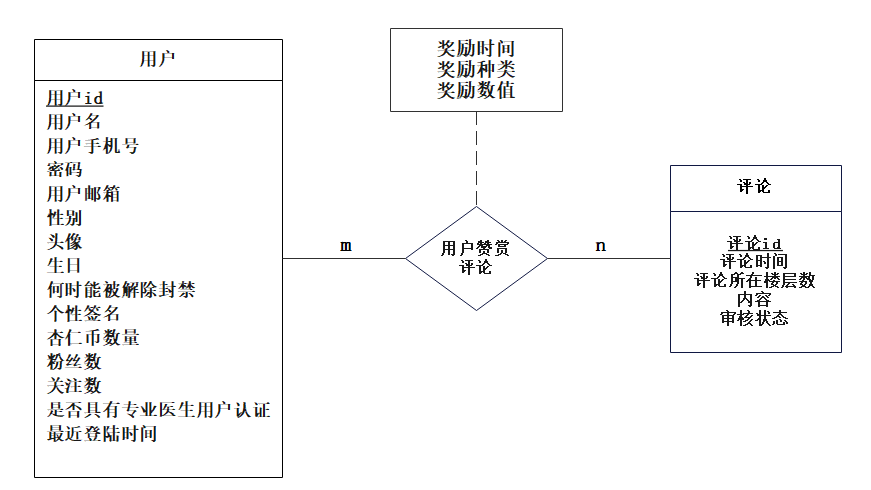 用户
用户id
用户名
用户手机号
密码
用户邮箱
性别
头像
生日
何时能被解除封禁
个性签名
杏仁币数量
粉丝数
关注数
是否具有专业医生用户认证
最近登陆时间
奖励时间
奖励种类
奖励数值
m
用户赞赏
评论
n
评论
评论id
评论时间
评论所在楼层数
内容
审核状态